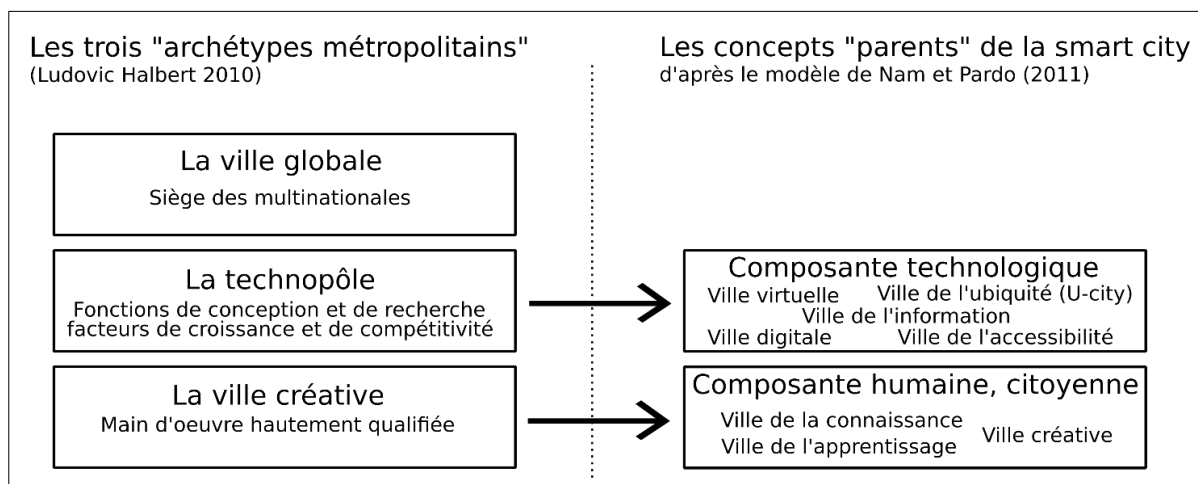 Les trois "archétypes métropolitains"
(Ludovic Halbert 2010)
La ville globale
Siège des multinationales
La technopôle
Fonctions de conception et de recherche
facteurs de croissance et de compétitivité
La ville créative
Main d'oeuvre hautement qualifiée
Les concepts "parents" de la smart city
d'après le modèle de Nam et Pardo (2011)
Composante technologique
Ville virtuelle
Ville de l'ubiquité (U-city)
Ville de l'information
Ville digitale
Ville de l'accessibilité
Composante humaine, citoyenne
Ville de la connaissance
Ville créative
Ville de l'apprentissage